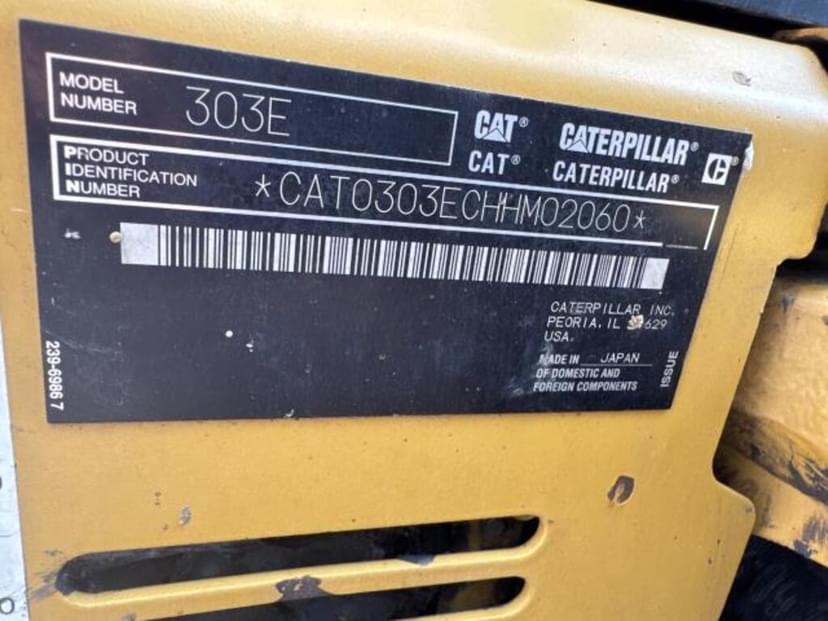 MODEL
NUMBER
303E
CAT® CATERPILLAR®
CAT® CATERPILLAR®
PRODUCT
IDENTIFICATION
NUMBER
*CAT0303ECHHM02060*
CATERPILLAR INC.
PEORIA, IL 629
USA.
MADE IN JAPAN
OF DOMESTIC AND
FOREIGN COMPONENTS
ISSUE
239-6986 7